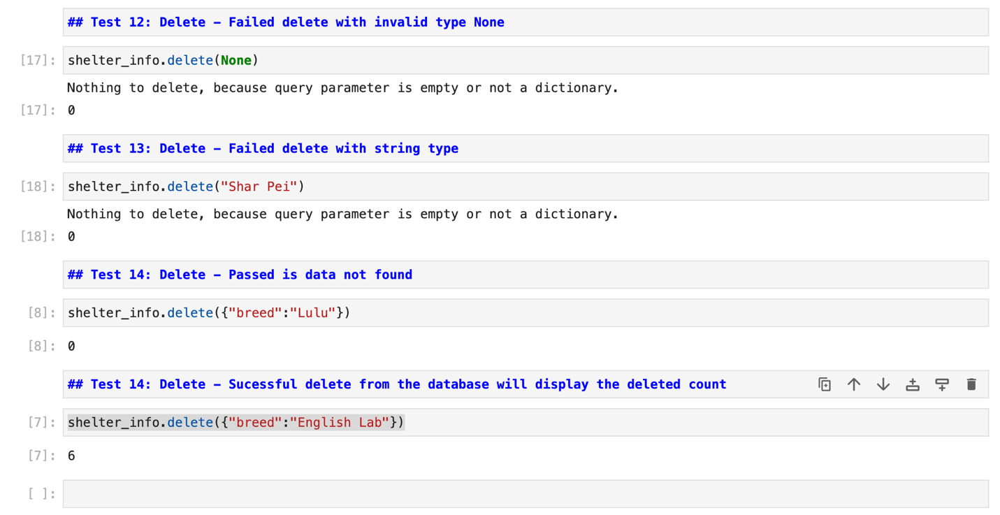 ## Test 12: Delete – Failed delete with invalid type None
[17]: shelter_info.delete(None)
Nothing to delete, because query parameter is empty or not a dictionary.
[17]: 0
## Test 13: Delete – Failed delete with string type
[18]: shelter_info.delete("Shar Pei")
Nothing to delete, because query parameter is empty or not a dictionary.
[18]: 0
## Test 14: Delete – Passed is data not found
[8]: shelter_info.delete({"breed":"Lulu"})
[8]: 0
## Test 14: Delete – Sucessful delete from the database will display the deleted count
[7]: shelter_info.delete({"breed":"English Lab"})
[7]: 6
[ ]: